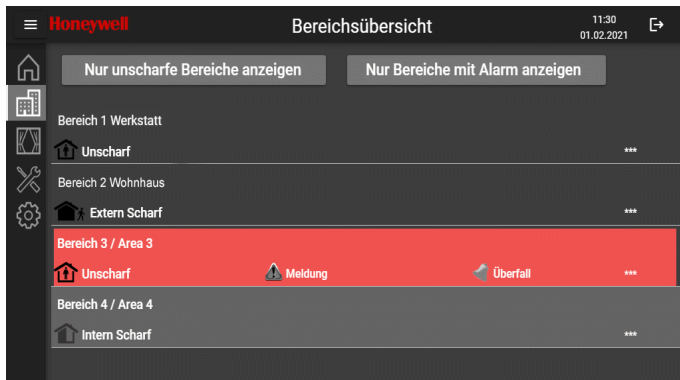 Honeywell Bereichsübersicht 11:30
01.02.2021
Nur unscharfe Bereiche anzeigen Nur Bereiche mit Alarm anzeigen
Bereich 1 Werkstatt
Unscharf ***
Bereich 2 Wohnhaus
Extern Scharf ***
Bereich 3 / Area 3
Unscharf Meldung Überfall ***
Bereich 4 / Area 4
Intern Scharf ***